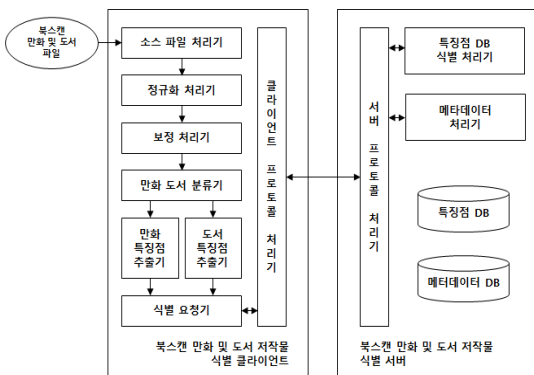 북스캔
만화 및 도서
파일
소스 파일 처리기
정규화 처리기
보정 처리기
만화 도서 분류기
만화
특징점
추출기
도서
특징점
추출기
식별 요청기
클라이언트 프로토콜 처리기
북스캔 만화 및 도서 저작물
식별 클라이언트
서버 프로토콜 처리기
특징점 DB
식별 처리기
메타데이터
처리기
특징점 DB
메터데이터 DB
북스캔 만화 및 도서 저작물
식별 서버